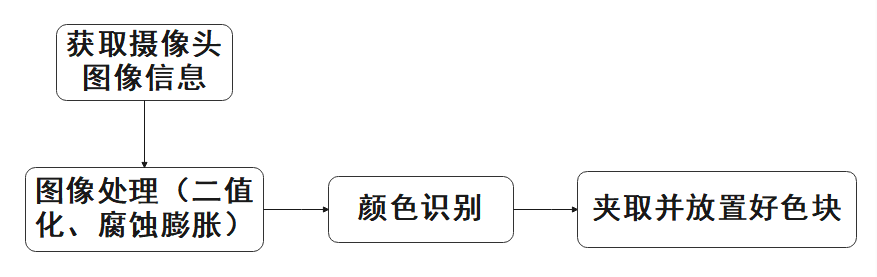 获取摄像头
图像信息
图像处理（二值
化、腐蚀膨胀）
颜色识别
夹取并放置好色块